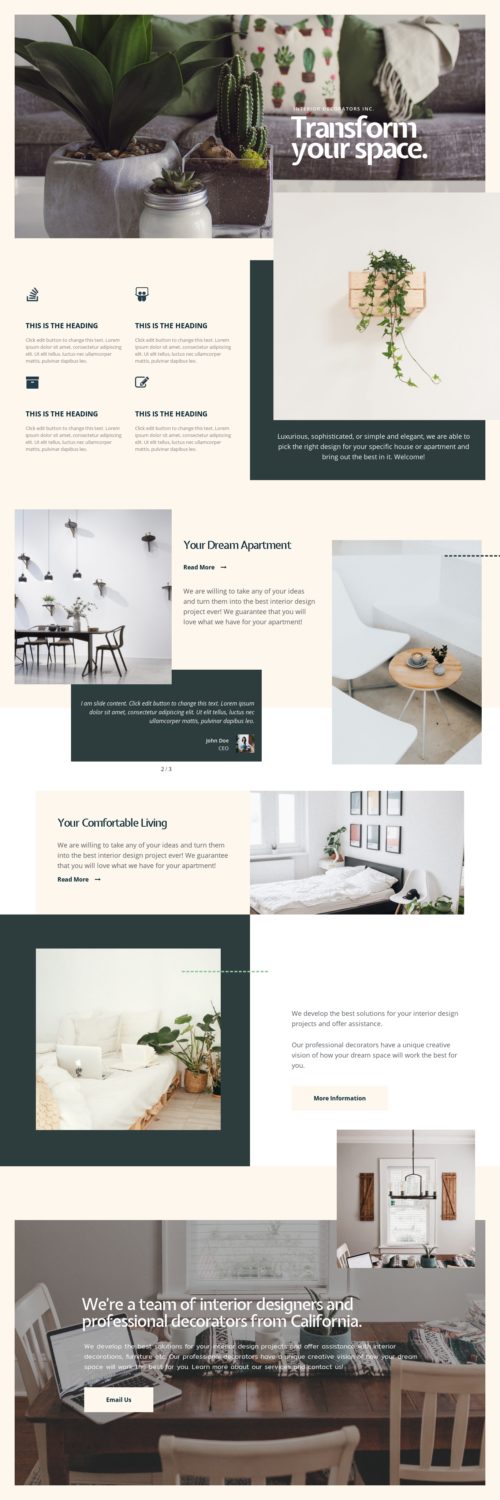 INTERIOR DECORATORS INC.
Transform
your space.
THIS IS THE HEADING
Click edit button to change this text. Lorem
ipsum dolor sit amet, consectetur adipiscing
elit. Ut elit tellus, luctus nec ullamcorper
mattis, pulvinar dapibus leo.
THIS IS THE HEADING
Click edit button to change this text. Lorem
ipsum dolor sit amet, consectetur adipiscing
elit. Ut elit tellus, luctus nec ullamcorper
mattis, pulvinar dapibus leo.
THIS IS THE HEADING
Click edit button to change this text. Lorem
ipsum dolor sit amet, consectetur adipiscing
elit. Ut elit tellus, luctus nec ullamcorper
mattis, pulvinar dapibus leo.
THIS IS THE HEADING
Click edit button to change this text. Lorem
ipsum dolor sit amet, consectetur adipiscing
elit. Ut elit tellus, luctus nec ullamcorper
mattis, pulvinar dapibus leo.
Luxurious, sophisticated, or simple and elegant, we are able to
pick the right design for your specific house or apartment and
bring out the best in it. Welcome!
Your Dream Apartment
Read More
We are willing to take any of your ideas
and turn them into the best interior design
project ever! We guarantee that you will
love what we have for your apartment!
I am slide content. Click edit button to change this text. Lorem ipsum
dolor sit amet, consectetur adipiscing elit. Ut elit tellus, luctus nec
ullamcorper mattis, pulvinar dapibus leo.
John Doe
CEO
2 / 3
Your Comfortable Living
We are willing to take any of your ideas and turn them
into the best interior design project ever! We guarantee
that you will love what we have for your apartment!
Read More
We develop the best solutions for your interior design
projects and offer assistance.
Our professional decorators have a unique creative
vision of how your dream space will work the best for
you.
More Information
We're a team of interior designers and
professional decorators from California.
We develop the best solutions for your interior design projects and offer assistance with interior
decorations, furniture etc. Our professional decorators have a unique creative vision of how your dream
space will work the best for you. Learn more about our services and contact us!
Email Us